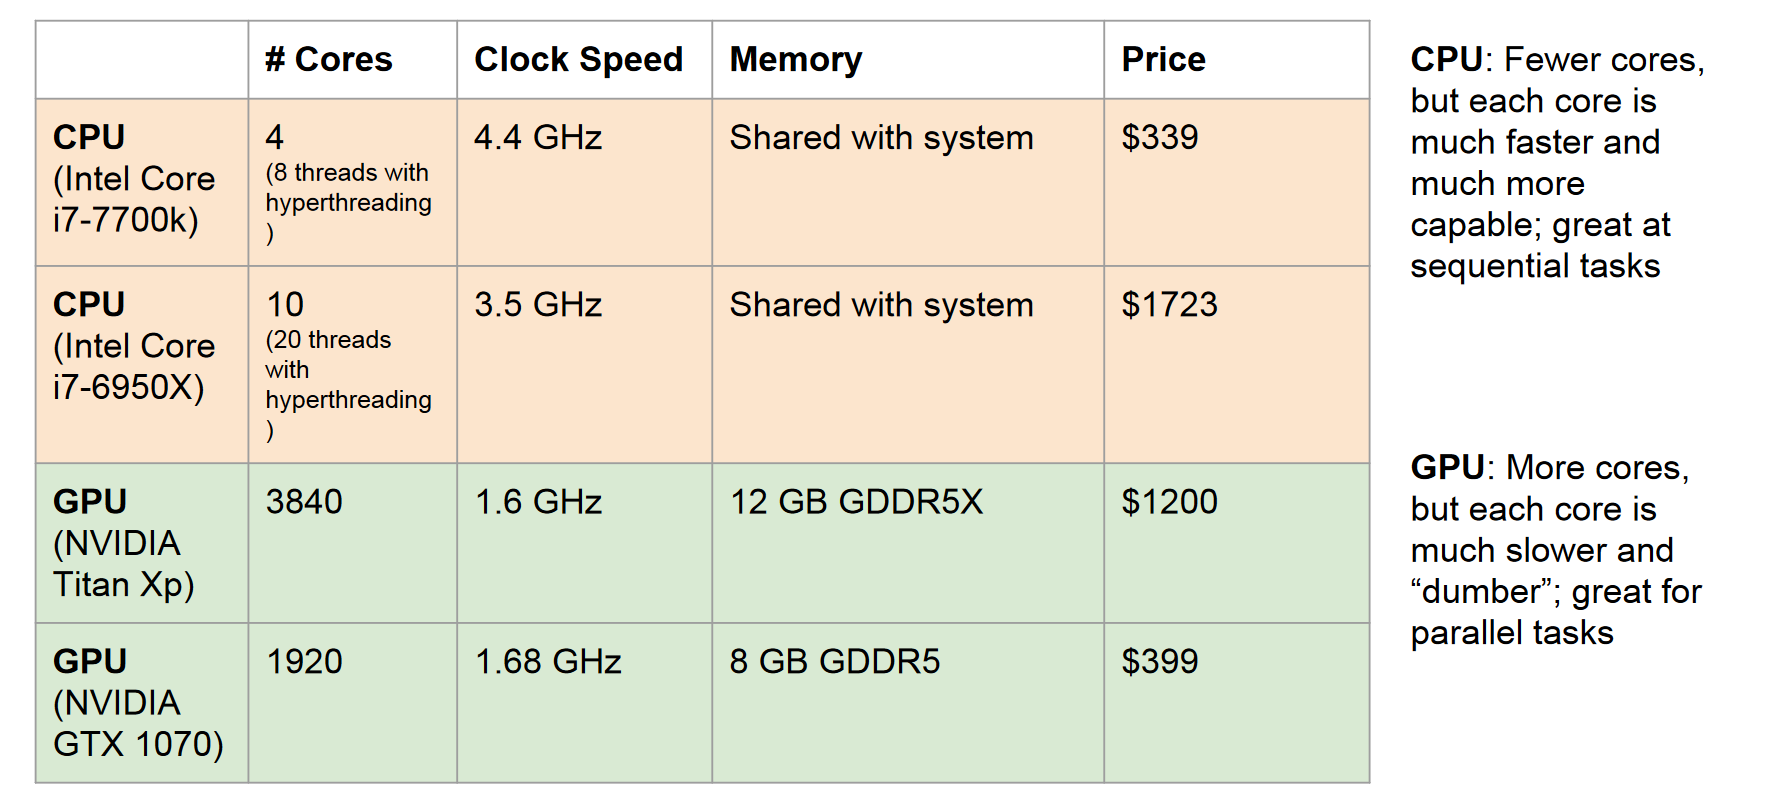 # Cores
Clock Speed
Memory
Price
CPU
(Intel Core
i7-7700k)
4
(8 threads with
hyperthreading
)
4.4 GHz
Shared with system
$339
CPU
(Intel Core
i7-6950X)
10
(20 threads
with
hyperthreading
)
3.5 GHz
Shared with system
$1723
GPU
(NVIDIA
Titan Xp)
3840
1.6 GHz
12 GB GDDR5X
$1200
GPU
(NVIDIA
GTX 1070)
1920
1.68 GHz
8 GB GDDR5
$399
CPU: Fewer cores,
but each core is
much faster and
much more
capable; great at
sequential tasks
GPU: More cores,
but each core is
much slower and
“dumber”; great for
parallel tasks